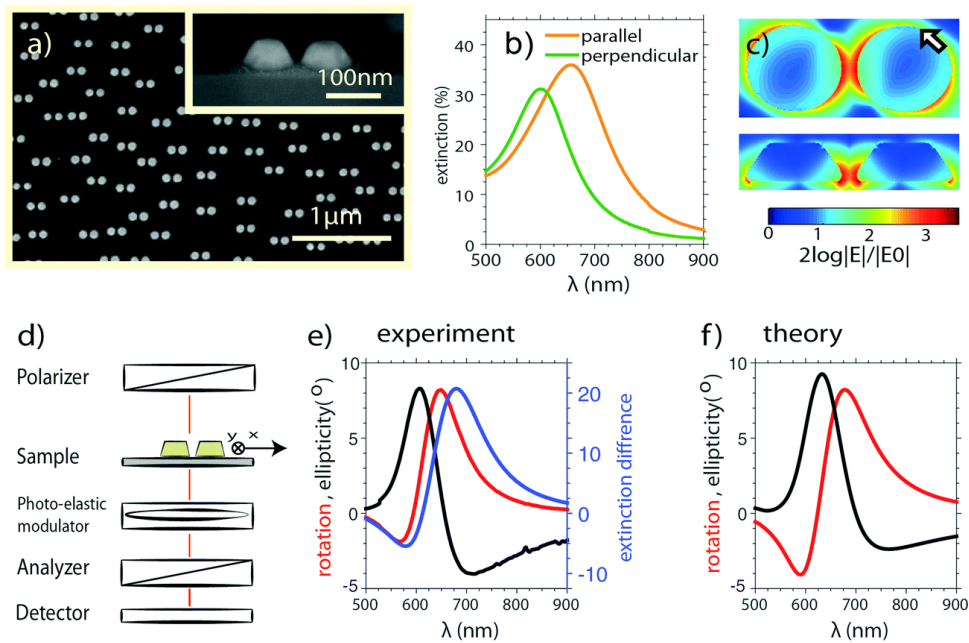 a)
100nm
1μm
b)
parallel
perpendicular
extinction (%)
40
30
20
10
0
500 600 700 800 900
λ (nm)
c)
0 1 2 3
2log|E|/|E0|
d)
Polarizer
y x
Sample
Photo-elastic
modulator
Analyzer
Detector
e) experiment
rotation , ellipticity(°)
10
5
0
-5
20
10
0
-10
extinction diffrence
500 600 700 800 900
λ (nm)
f) theory
rotation, ellipticity(°)
10
5
0
-5
500 600 700 800 900
λ (nm)